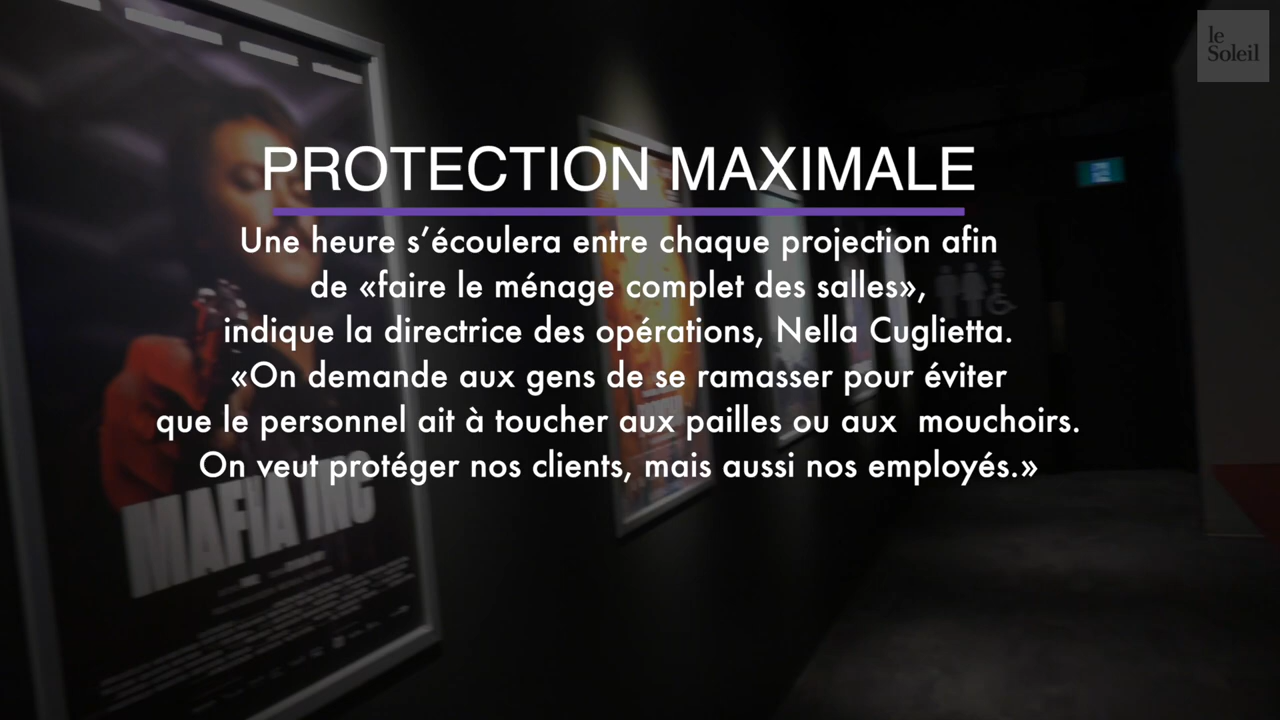 le
Soleil
PROTECTION MAXIMALE
Une heure s’écoulera entre chaque projection afin
de «faire le ménage complet des salles»,
indique la directrice des opérations, Nella Cuglietta.
«On demande aux gens de se ramasser pour éviter
que le personnel ait à toucher aux pailles ou aux  mouchoirs.
On veut protéger nos clients, mais aussi nos employés.»
MAFIA INC